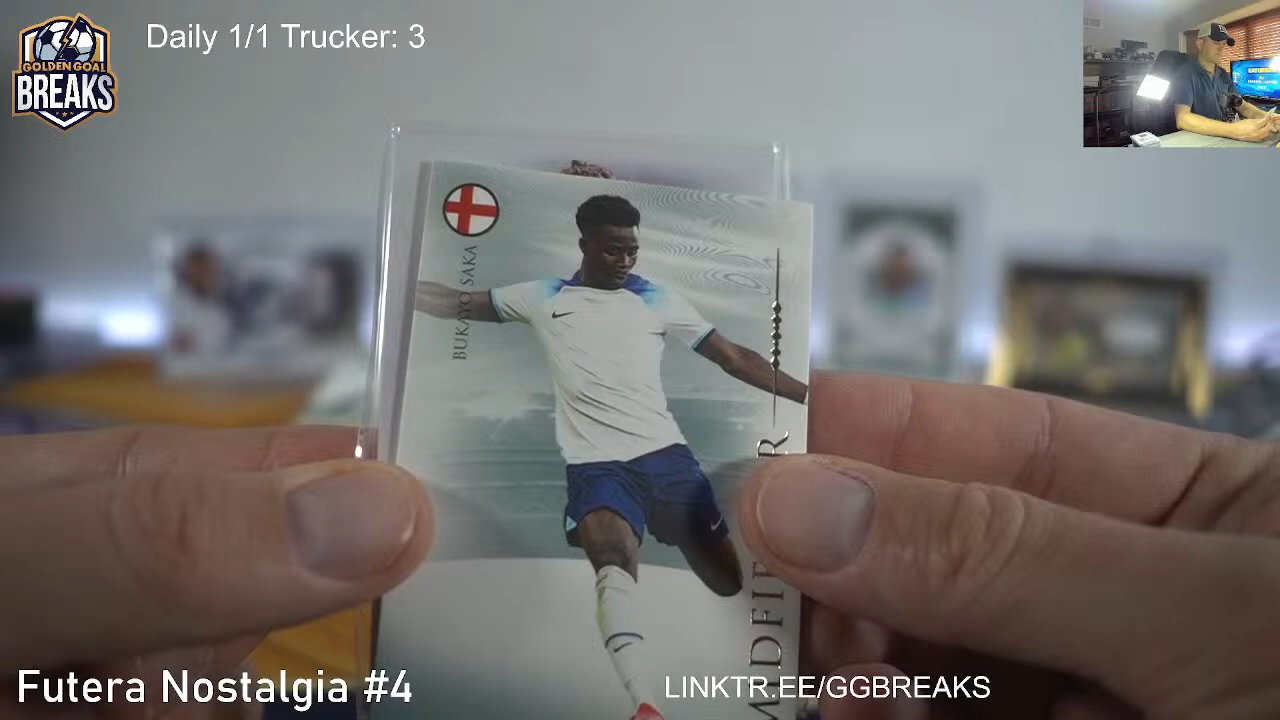 Daily 1/1 Trucker: 3
GOLDEN GOAL
BREAKS
BUKAYO SAKA
Futera Nostalgia #4
LINKTR.EE/GGBREAKS